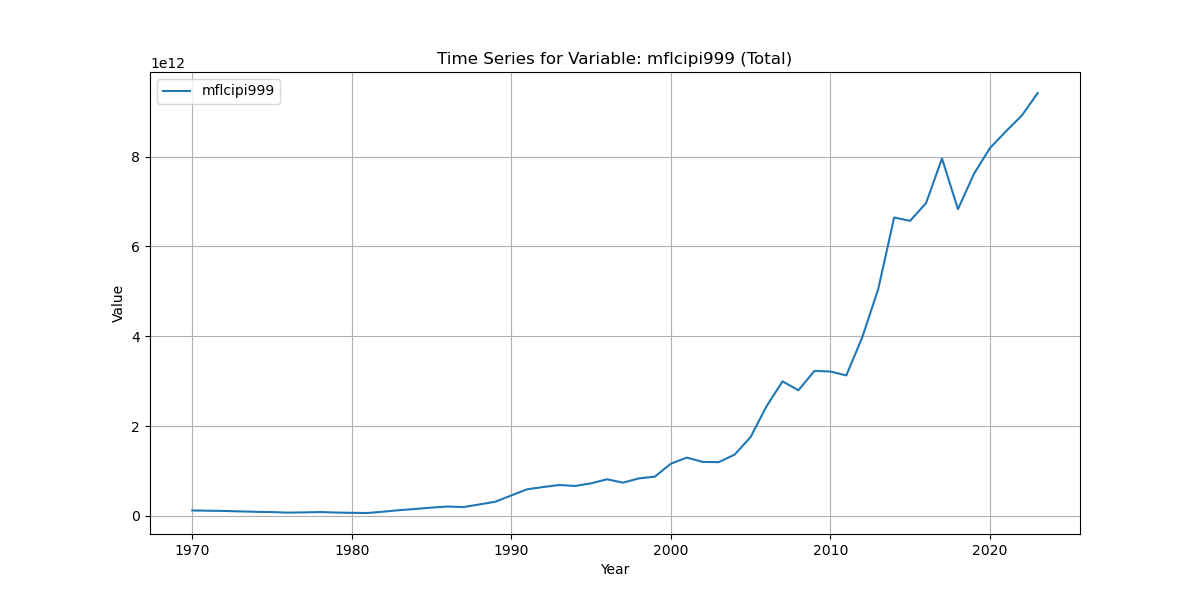 Time Series for Variable: mflcipi999 (Total)
1e12
mflcipi999
8
6
4
2
0
Value
1970 1980 1990 2000 2010 2020
Year